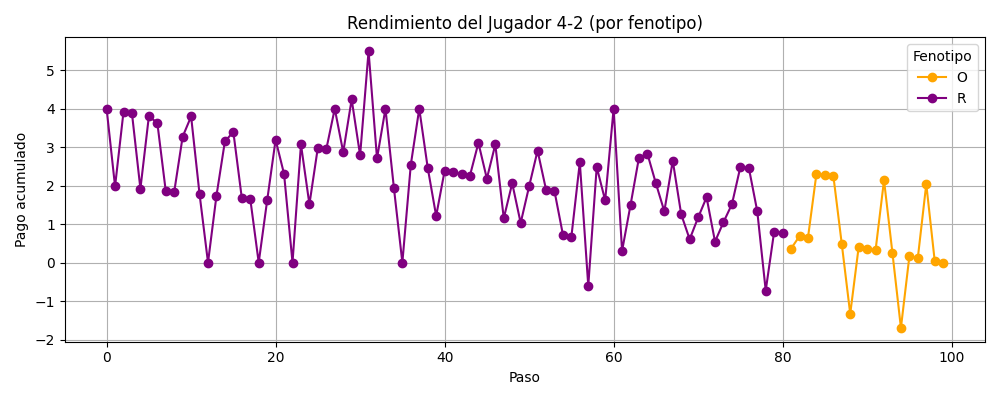 Rendimiento del Jugador 4-2 (por fenotipo)
Fenotipo
O
R
Pago acumulado
5
4
3
2
1
0
−1
−2
0 20 40 60 80 100
Paso